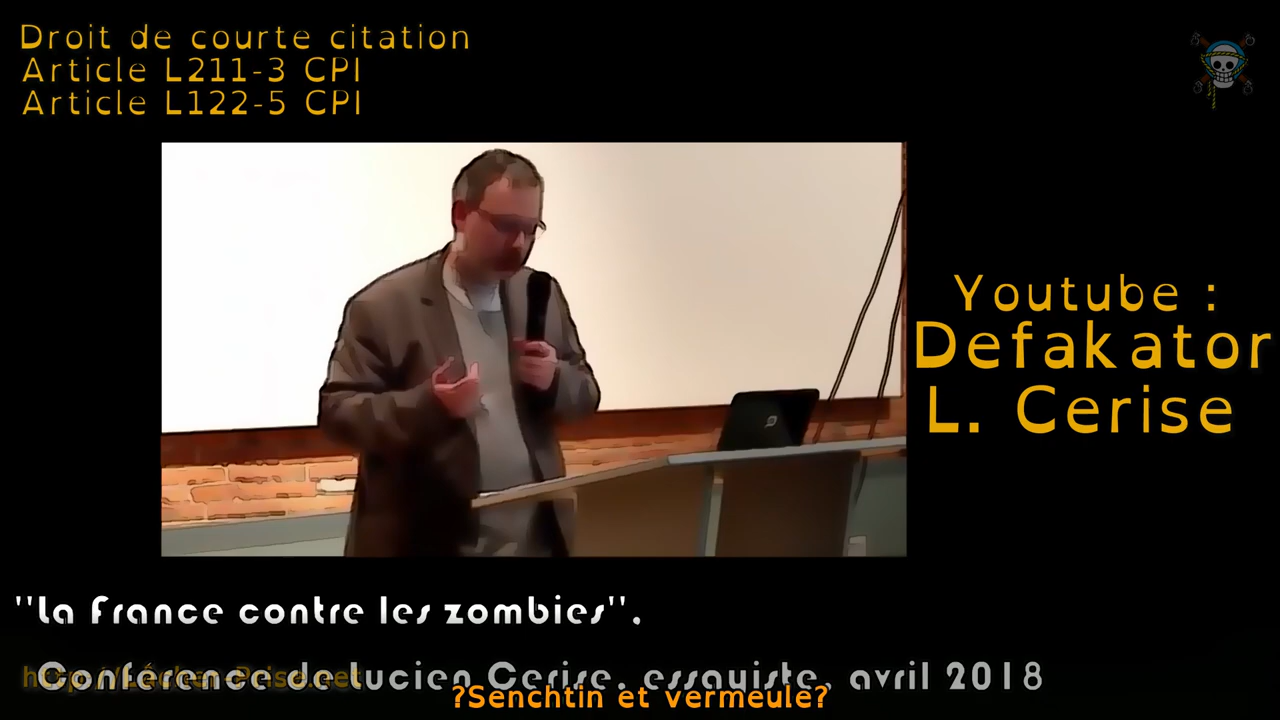 Droit de courte citation
Article L211-3 CPI
Article L122-5 CPI
Youtube :
Defakator
L. Cerise
"La France contre les zombies",
Conférence de Lucien Cerise, essayiste, avril 2018
?Senchtin et vermeule?